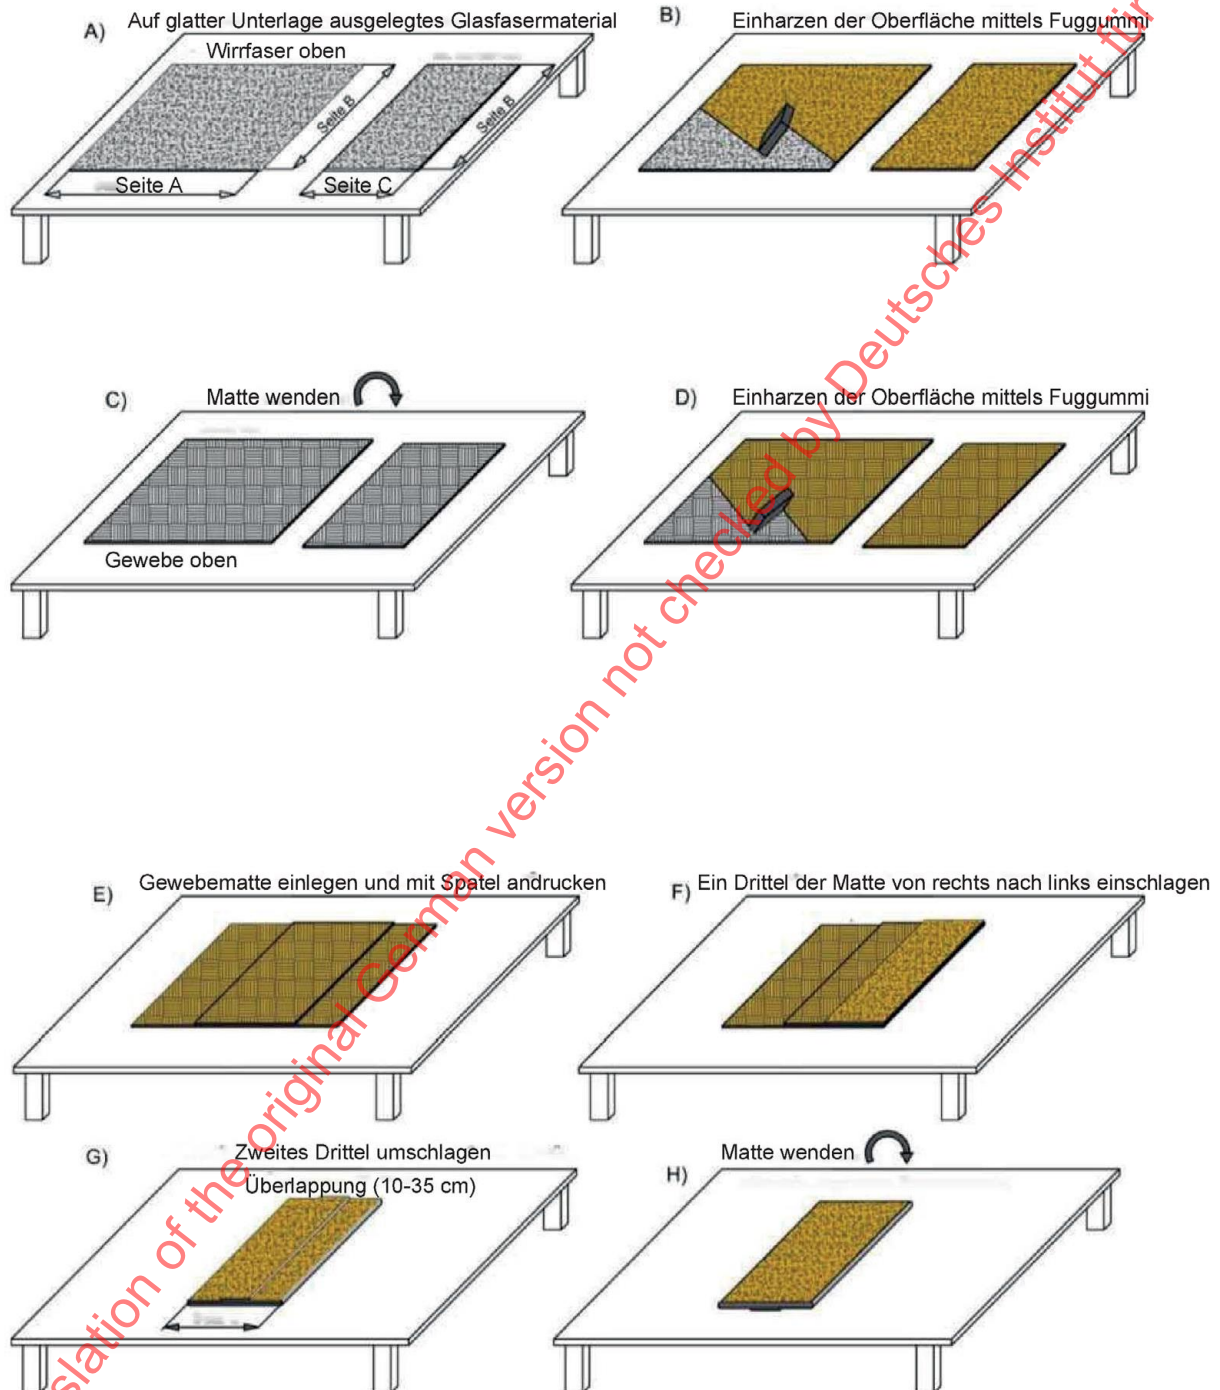 A) Auf glatter Unterlage ausgelegtes Glasfasermaterial
Wirrfaser oben
Seite B
Seite B
Seite A
Seite C
B) Einharzen der Oberfläche mittels Fuggummi
C) Matte wenden
Gewebe oben
D) Einharzen der Oberfläche mittels Fuggummi
E) Gewebematte einlegen und mit Spatel andrucken
F) Ein Drittel der Matte von rechts nach links einschlagen
G) Zweites Drittel umschlagen
Überlappung (10-35 cm)
H) Matte wenden
slation of the original German version not checked by Deutsches Institut für